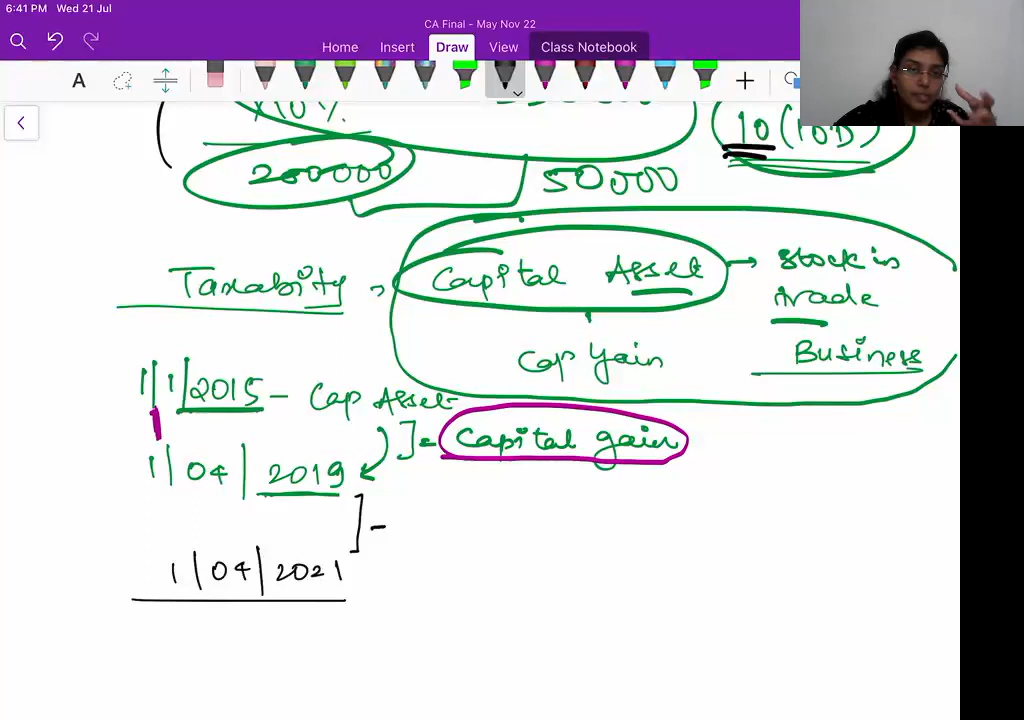 6:41 PM Wed 21 Jul
CA Final - May Nov 22
Home Insert Draw View Class Notebook
A
10 (10D)
200000 50000
Taxability Capital Asset → Stock in
trade
Cap gain Business
1/1/2015 - Cap Asset
] = Capital gain
1/04/2019
] -
1/04/2021